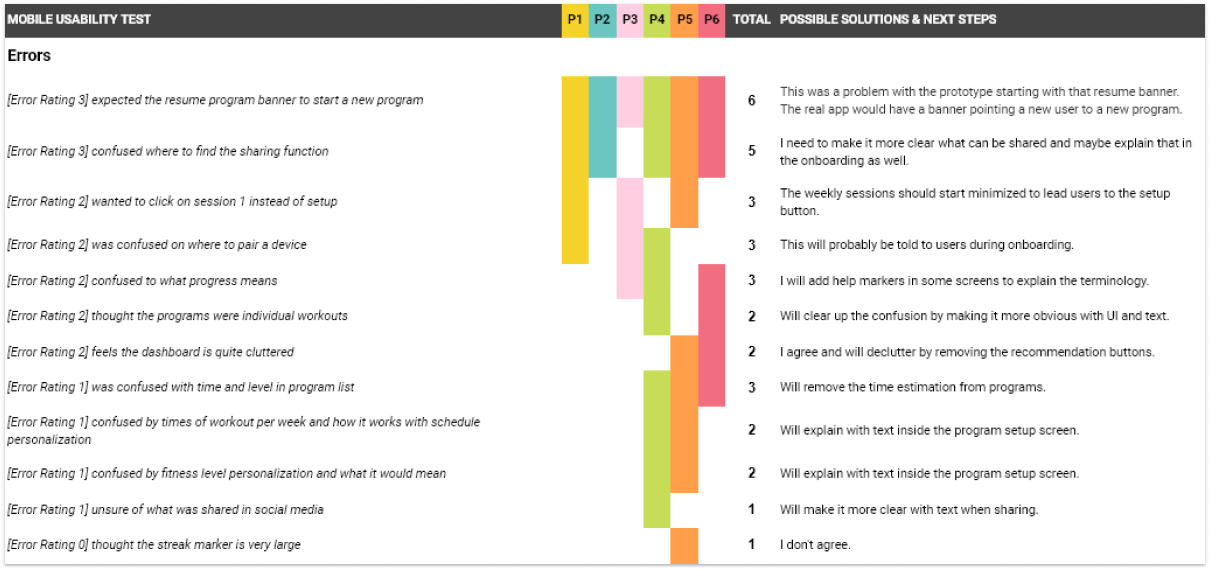 MOBILE USABILITY TEST P1 P2 P3 P4 P5 P6 TOTAL POSSIBLE SOLUTIONS & NEXT STEPS
Errors
[Error Rating 3] expected the resume program banner to start a new program 6 This was a problem with the prototype starting with that resume banner.
The real app would have a banner pointing a new user to a new program.
[Error Rating 3] confused where to find the sharing function 5 I need to make it more clear what can be shared and maybe explain that in
the onboarding as well.
[Error Rating 2] wanted to click on session 1 instead of setup 3 The weekly sessions should start minimized to lead users to the setup
button.
[Error Rating 2] was confused on where to pair a device 3 This will probably be told to users during onboarding.
[Error Rating 2] confused to what progress means 3 I will add help markers in some screens to explain the terminology.
[Error Rating 2] thought the programs were individual workouts 2 Will clear up the confusion by making it more obvious with UI and text.
[Error Rating 2] feels the dashboard is quite cluttered 2 I agree and will declutter by removing the recommendation buttons.
[Error Rating 1] was confused with time and level in program list 3 Will remove the time estimation from programs.
[Error Rating 1] confused by times of workout per week and how it works with schedule
personalization 2 Will explain with text inside the program setup screen.
[Error Rating 1] confused by fitness level personalization and what it would mean 2 Will explain with text inside the program setup screen.
[Error Rating 1] unsure of what was shared in social media 1 Will make it more clear with text when sharing.
[Error Rating 0] thought the streak marker is very large 1 I don't agree.